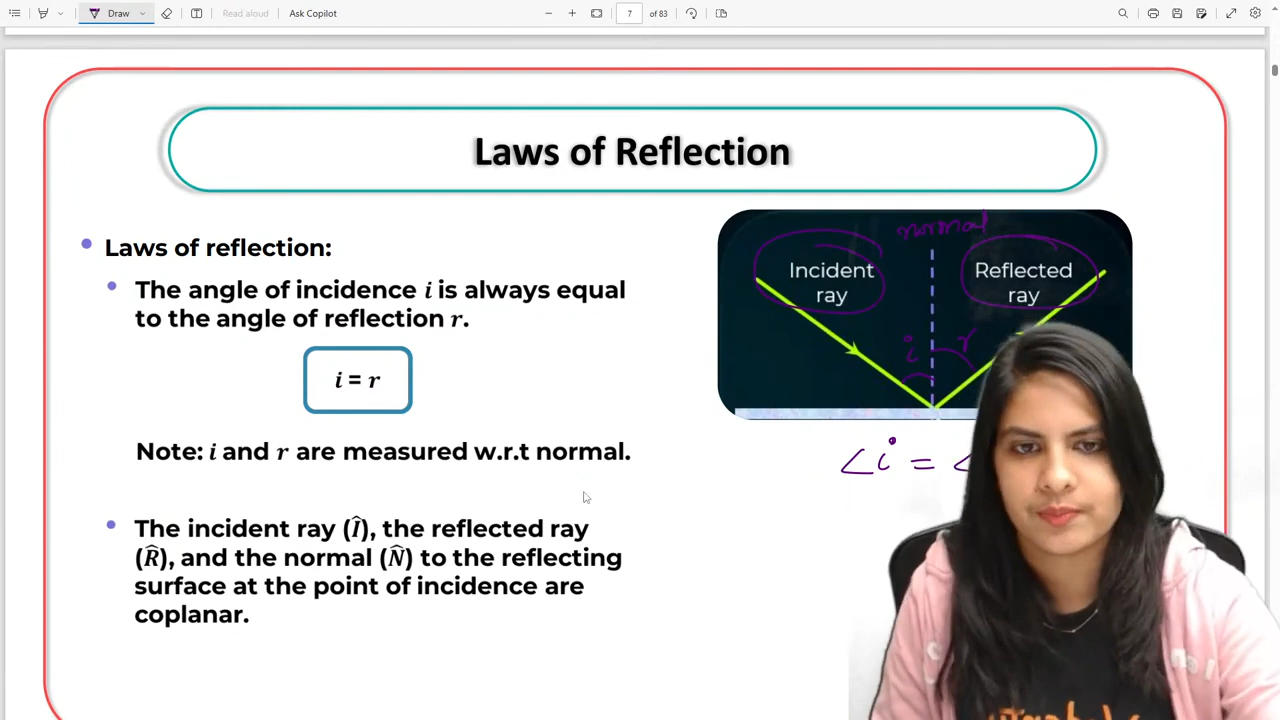 Draw
Read aloud
Ask Copilot
7 of 83
Laws of Reflection
Laws of reflection:
The angle of incidence i is always equal
to the angle of reflection r.
i = r
Note: i and r are measured w.r.t normal.
The incident ray (Î), the reflected ray
(R̂), and the normal (N̂) to the reflecting
surface at the point of incidence are
coplanar.
normal
Incident
ray
Reflected
ray
i
r
∠i = ∠